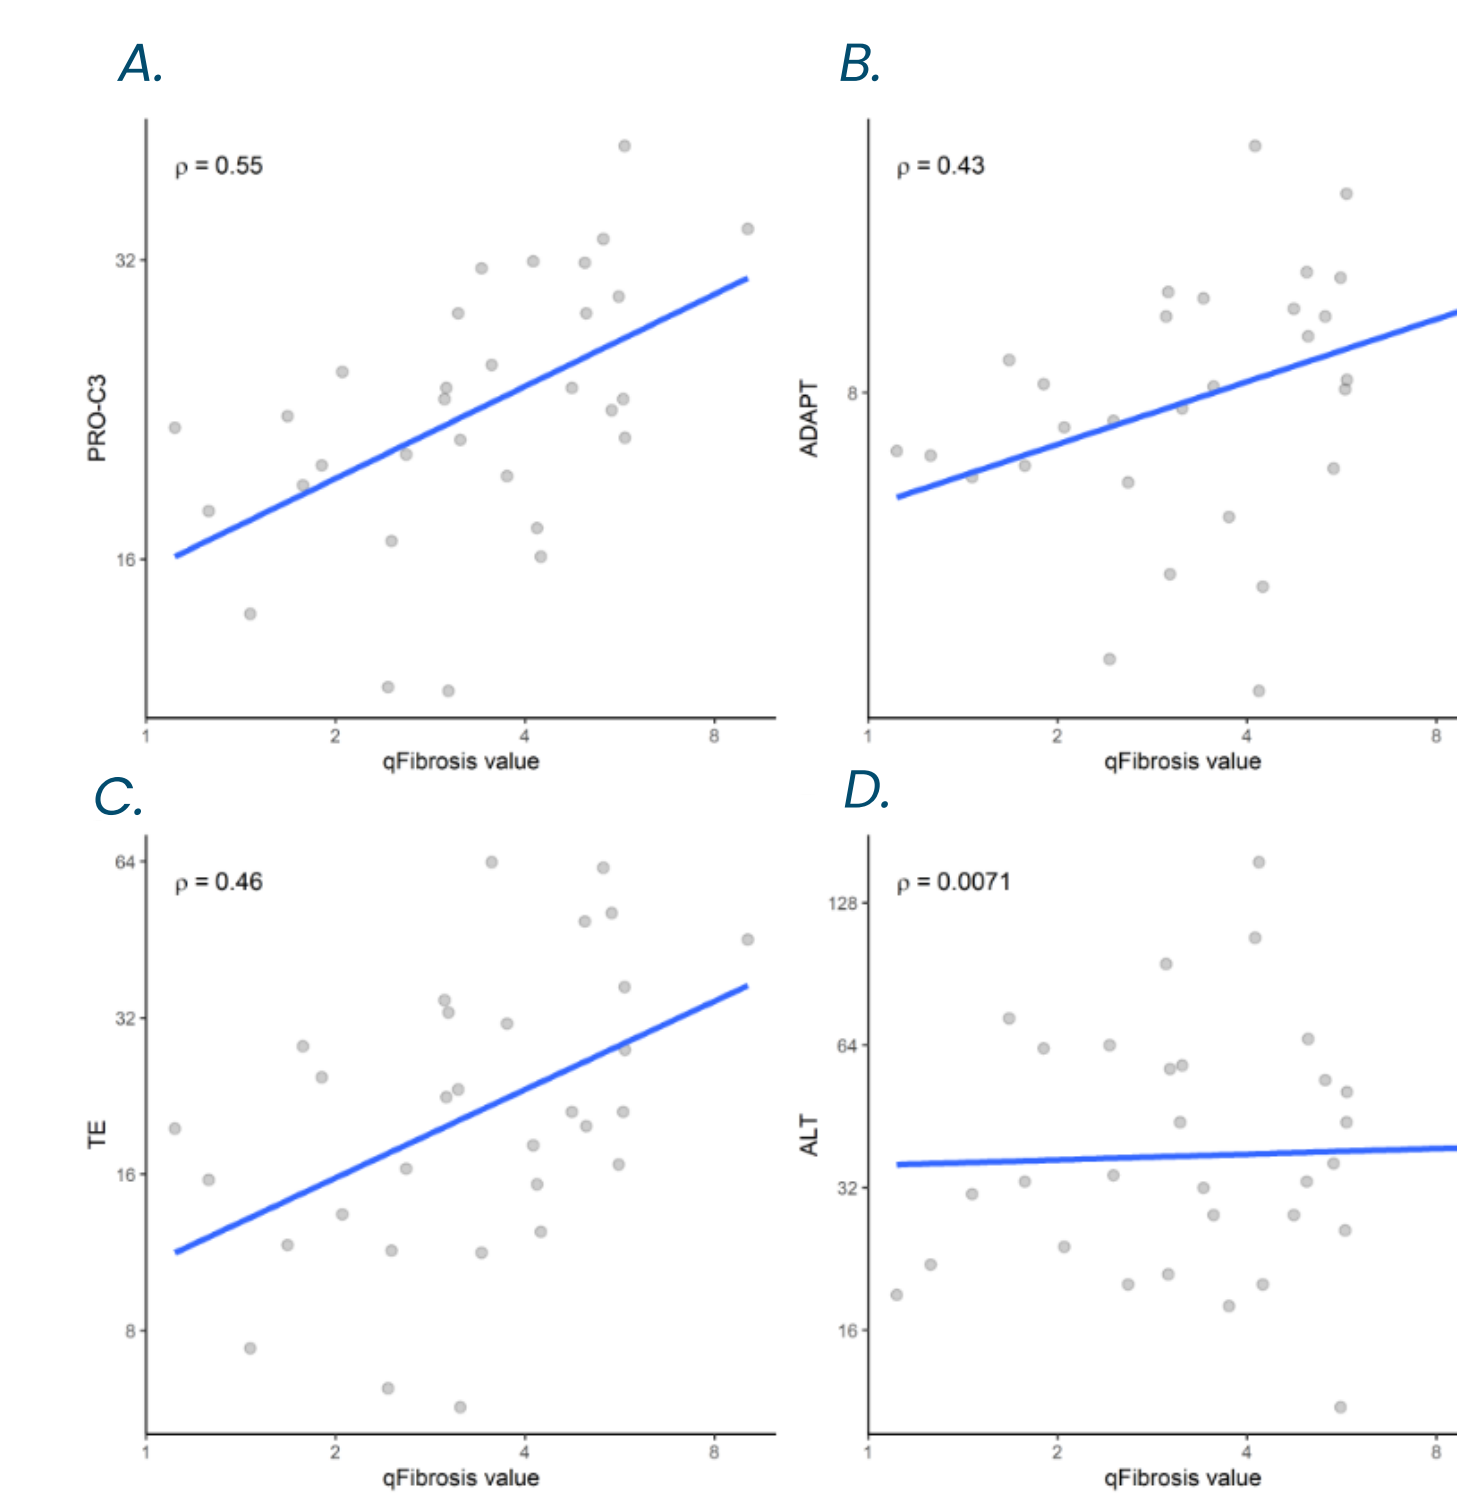 A.
ρ = 0.55
32
16
PRO-C3
1 2 4 8
qFibrosis value
B.
ρ = 0.43
8
ADAPT
1 2 4 8
qFibrosis value
C.
ρ = 0.46
64
32
16
8
TE
1 2 4 8
qFibrosis value
D.
ρ = 0.0071
128
64
32
16
ALT
1 2 4 8
qFibrosis value